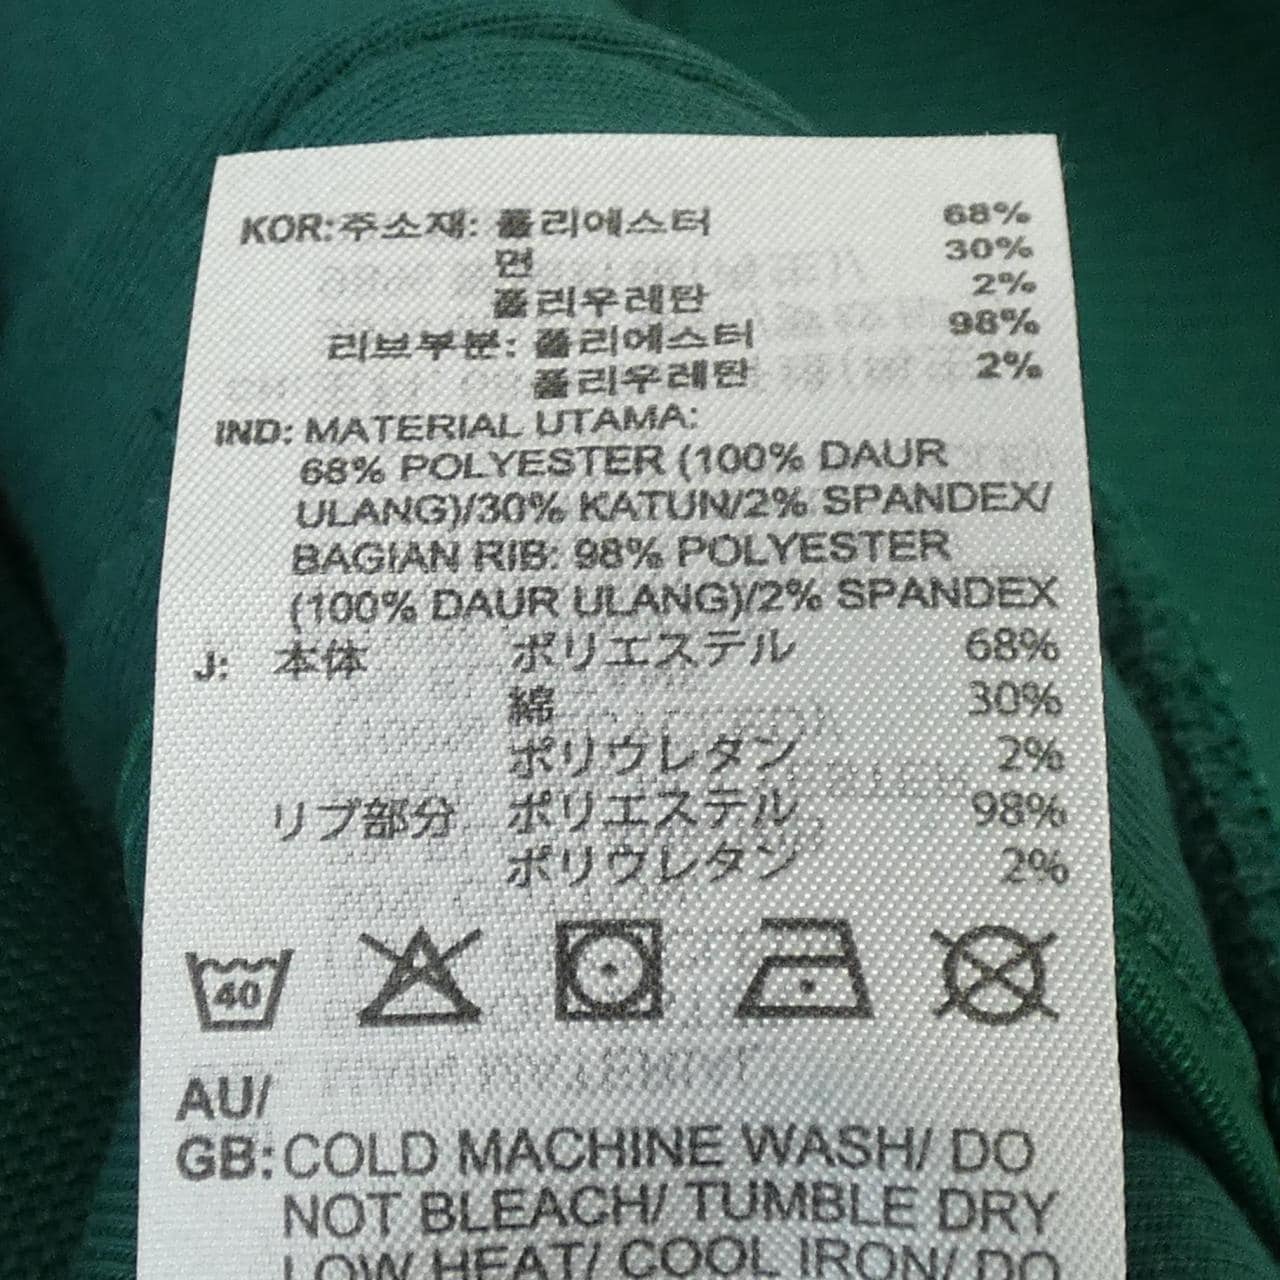 KOR:주소재: 폴리에스터 68%
면 30%
폴리우레탄 2%
리브부분: 폴리에스터 98%
폴리우레탄 2%
IND: MATERIAL UTAMA:
68% POLYESTER (100% DAUR
ULANG)/30% KATUN/2% SPANDEX/
BAGIAN RIB: 98% POLYESTER
(100% DAUR ULANG)/2% SPANDEX
J: 本体 ポリエステル 68%
綿 30%
ポリウレタン 2%
リブ部分 ポリエステル 98%
ポリウレタン 2%
40
AU/
GB:COLD MACHINE WASH/ DO
NOT BLEACH/ TUMBLE DRY
LOW HEAT/ COOL IRON/ DO